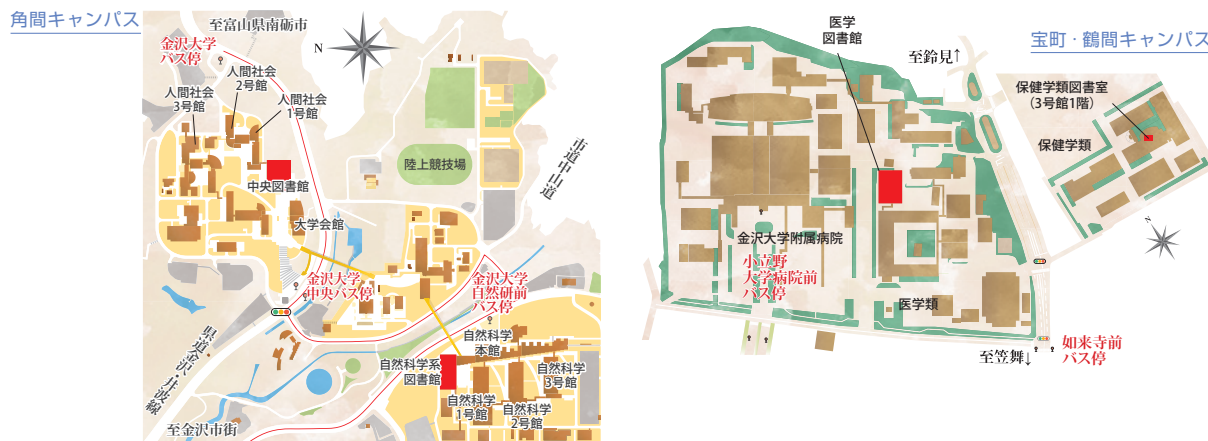 角間キャンパス
至富山県南砺市
N
金沢大学
バス停
人間社会
2号館
人間社会
3号館
人間社会
1号館
中央図書館
大学会館
陸上競技場
市道中山道
金沢大学
中央バス停
金沢大学
自然研前
バス停
自然科学
本館
自然科学系
図書館
自然科学
3号館
自然科学
1号館
自然科学
2号館
県道金沢・井波線
至金沢市街
宝町・鶴間キャンパス
医学
図書館
至鈴見↑
保健学類図書室
(3号館1階)
保健学類
N
金沢大学附属病院
小立野
大学病院前
バス停
医学類
至笠舞↓
如来寺前
バス停